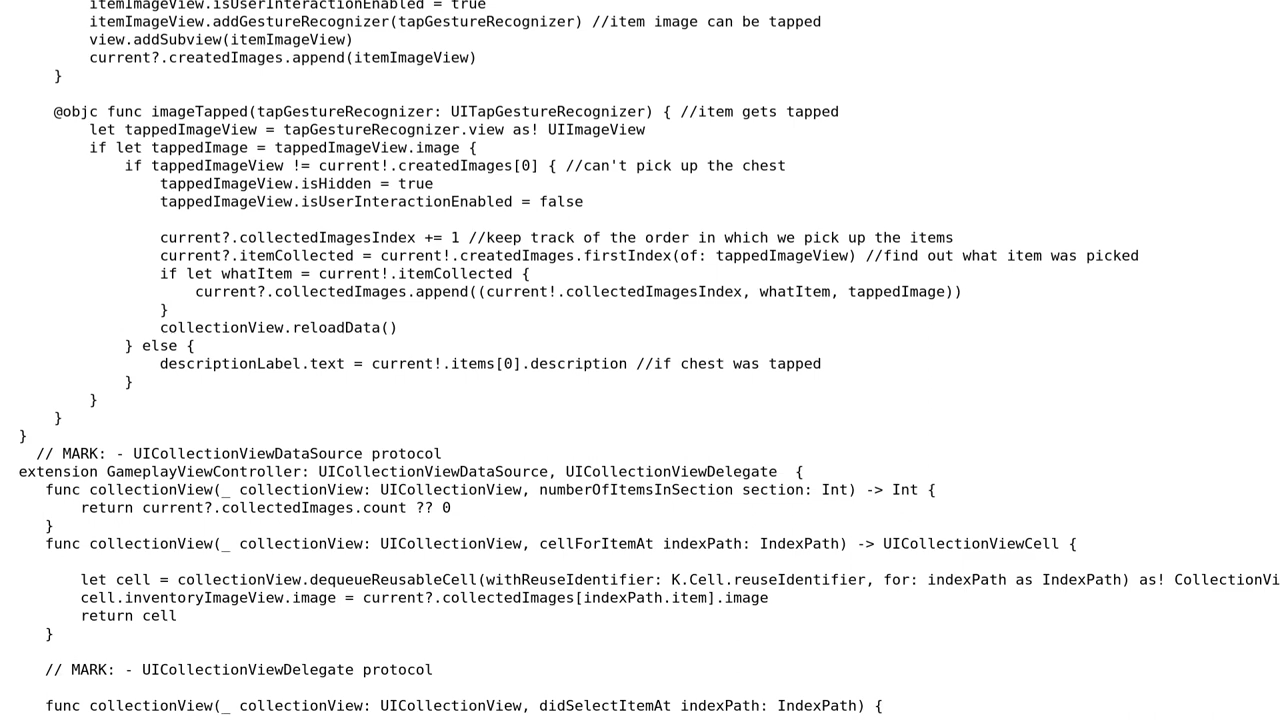 itemImageView.isUserInteractionEnabled = true
itemImageView.addGestureRecognizer(tapGestureRecognizer) //item image can be tapped
view.addSubview(itemImageView)
current?.createdImages.append(itemImageView)
}
@objc func imageTapped(tapGestureRecognizer: UITapGestureRecognizer) { //item gets tapped
let tappedImageView = tapGestureRecognizer.view as! UIImageView
if let tappedImage = tappedImageView.image {
if tappedImageView != current!.createdImages[0] { //can't pick up the chest
tappedImageView.isHidden = true
tappedImageView.isUserInteractionEnabled = false
current?.collectedImagesIndex += 1 //keep track of the order in which we pick up the items
current?.itemCollected = current!.createdImages.firstIndex(of: tappedImageView) //find out what item was picked
if let whatItem = current!.itemCollected {
current?.collectedImages.append((current!.collectedImagesIndex, whatItem, tappedImage))
}
collectionView.reloadData()
} else {
descriptionLabel.text = current!.items[0].description //if chest was tapped
}
}
}
}
// MARK: - UICollectionViewDataSource protocol
extension GameplayViewController: UICollectionViewDataSource, UICollectionViewDelegate  {
func collectionView(_ collectionView: UICollectionView, numberOfItemsInSection section: Int) -> Int {
return current?.collectedImages.count ?? 0
}
func collectionView(_ collectionView: UICollectionView, cellForItemAt indexPath: IndexPath) -> UICollectionViewCell {
let cell = collectionView.dequeueReusableCell(withReuseIdentifier: K.Cell.reuseIdentifier, for: indexPath as IndexPath) as! CollectionVi
cell.inventoryImageView.image = current?.collectedImages[indexPath.item].image
return cell
}
// MARK: - UICollectionViewDelegate protocol
func collectionView(_ collectionView: UICollectionView, didSelectItemAt indexPath: IndexPath) {